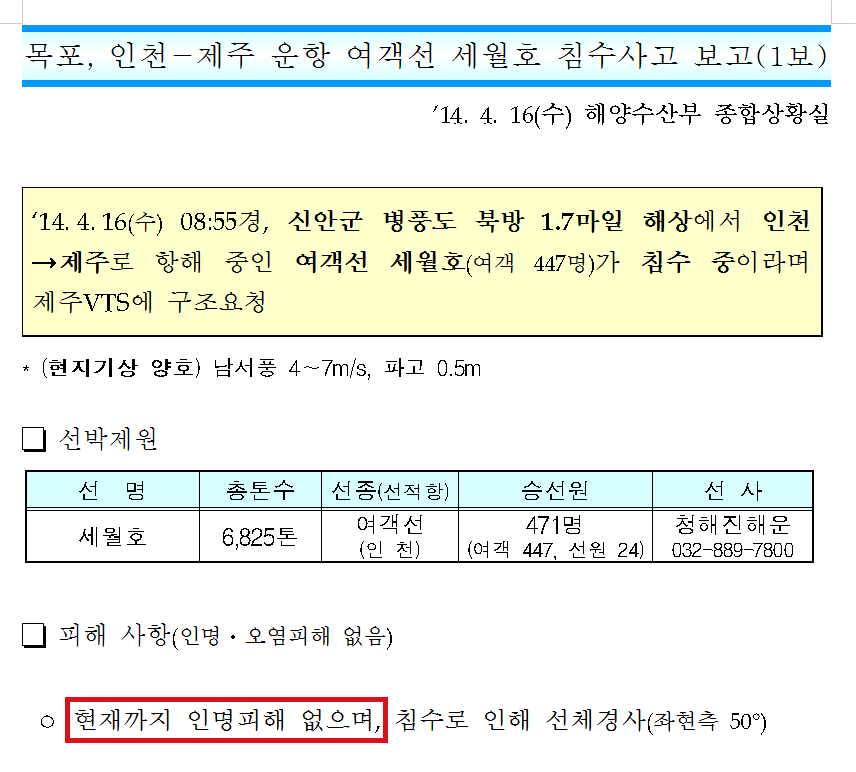 목포, 인천-제주 운항 여객선 세월호 침수사고 보고(1보)
'14. 4. 16(수) 해양수산부 종합상황실
'14. 4. 16(수) 08:55경, 신안군 병풍도 북방 1.7마일 해상에서 인천
→제주로 항해 중인 여객선 세월호(여객 447명)가 침수 중이라며
제주VTS에 구조요청
* (현지기상 양호) 남서풍 4~7m/s, 파고 0.5m
□ 선박제원
선 명 총톤수 선종(선적항) 승선원 선 사
세월호 6,825톤 여객선 471명 청해진해운
(인 천) (여객 447, 선원 24) 032-889-7800
□ 피해 사항(인명·오염피해 없음)
○ 현재까지 인명피해 없으며, 침수로 인해 선체경사(좌현측 50°)